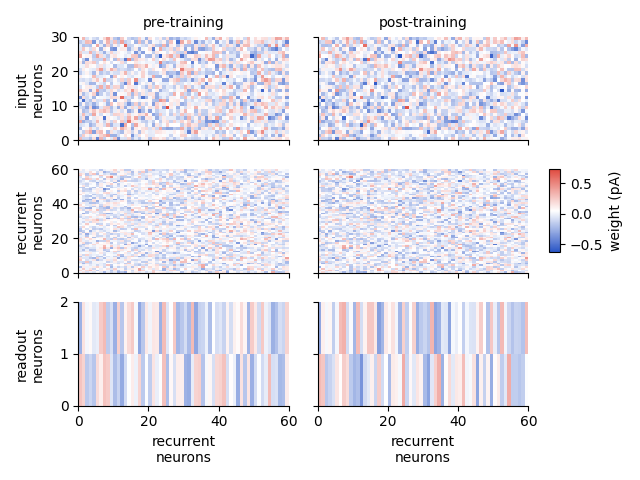 pre-training
post-training
input
neurons
30
20
10
0
recurrent
neurons
60
40
20
0
0.5
0.0
−0.5
weight (pA)
readout
neurons
2
1
0
0 20 40 60
0 20 40 60
recurrent
neurons
recurrent
neurons